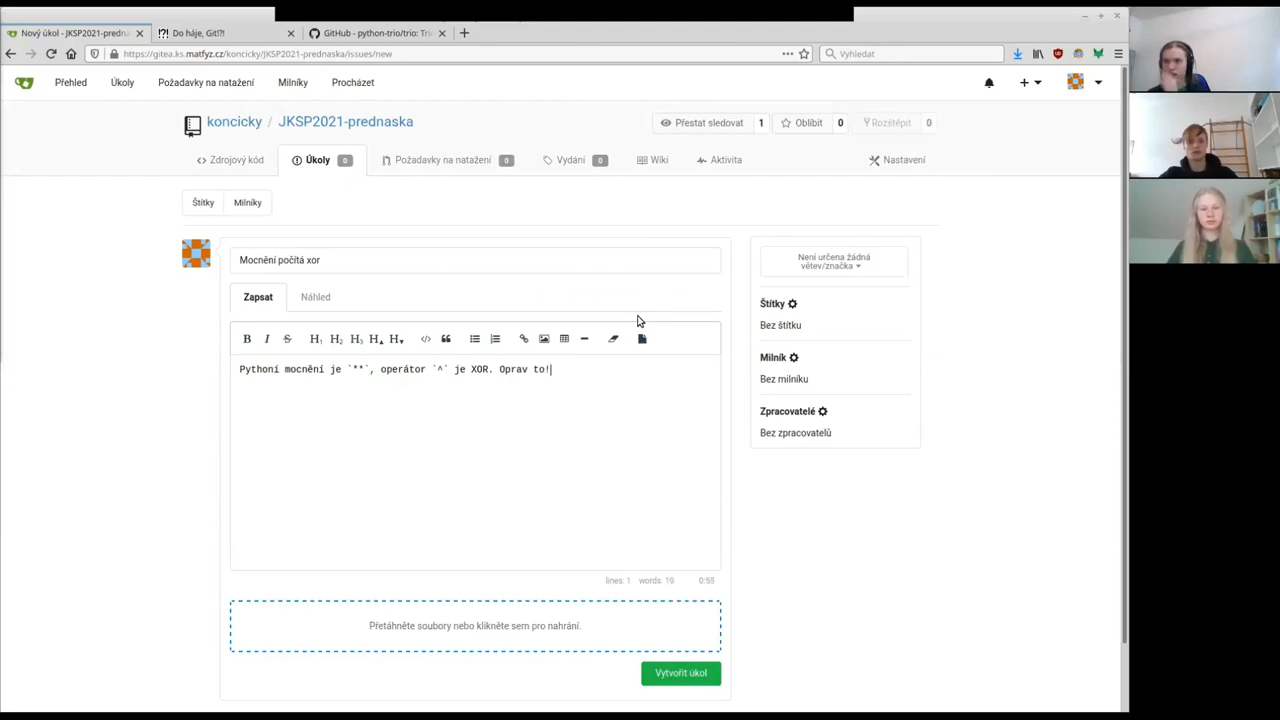 Nový úkol - JKSP2021-předna
Do háje, Git!?!
GitHub - python-trio/trio: Trio
https://gitea.ks.matfyz.cz/koncicky/JKSP2021-prednaska/issues/new
Vyhledat
Přehled Úkoly Požadavky na natažení Milníky Procházet
koncicky / JKSP2021-prednaska
Přestat sledovat 1 Oblíbit 0 Rozštěpit 0
Zdrojový kód Úkoly 0 Požadavky na natažení 0 Vydání 0 Wiki Aktivita Nastavení
Štítky Milníky
Mocnění počítá xor
Zapsat Náhled
Pythoní mocnění je `**`, operátor `^` je XOR. Oprav to!
lines: 1 words: 10 0:59
Přetáhněte soubory nebo klikněte sem pro nahrání.
Vytvořit úkol
Není určena žádná
větev/značka
Štítky
Bez štítku
Milník
Bez milníku
Zpracovatelé
Bez zpracovatelů